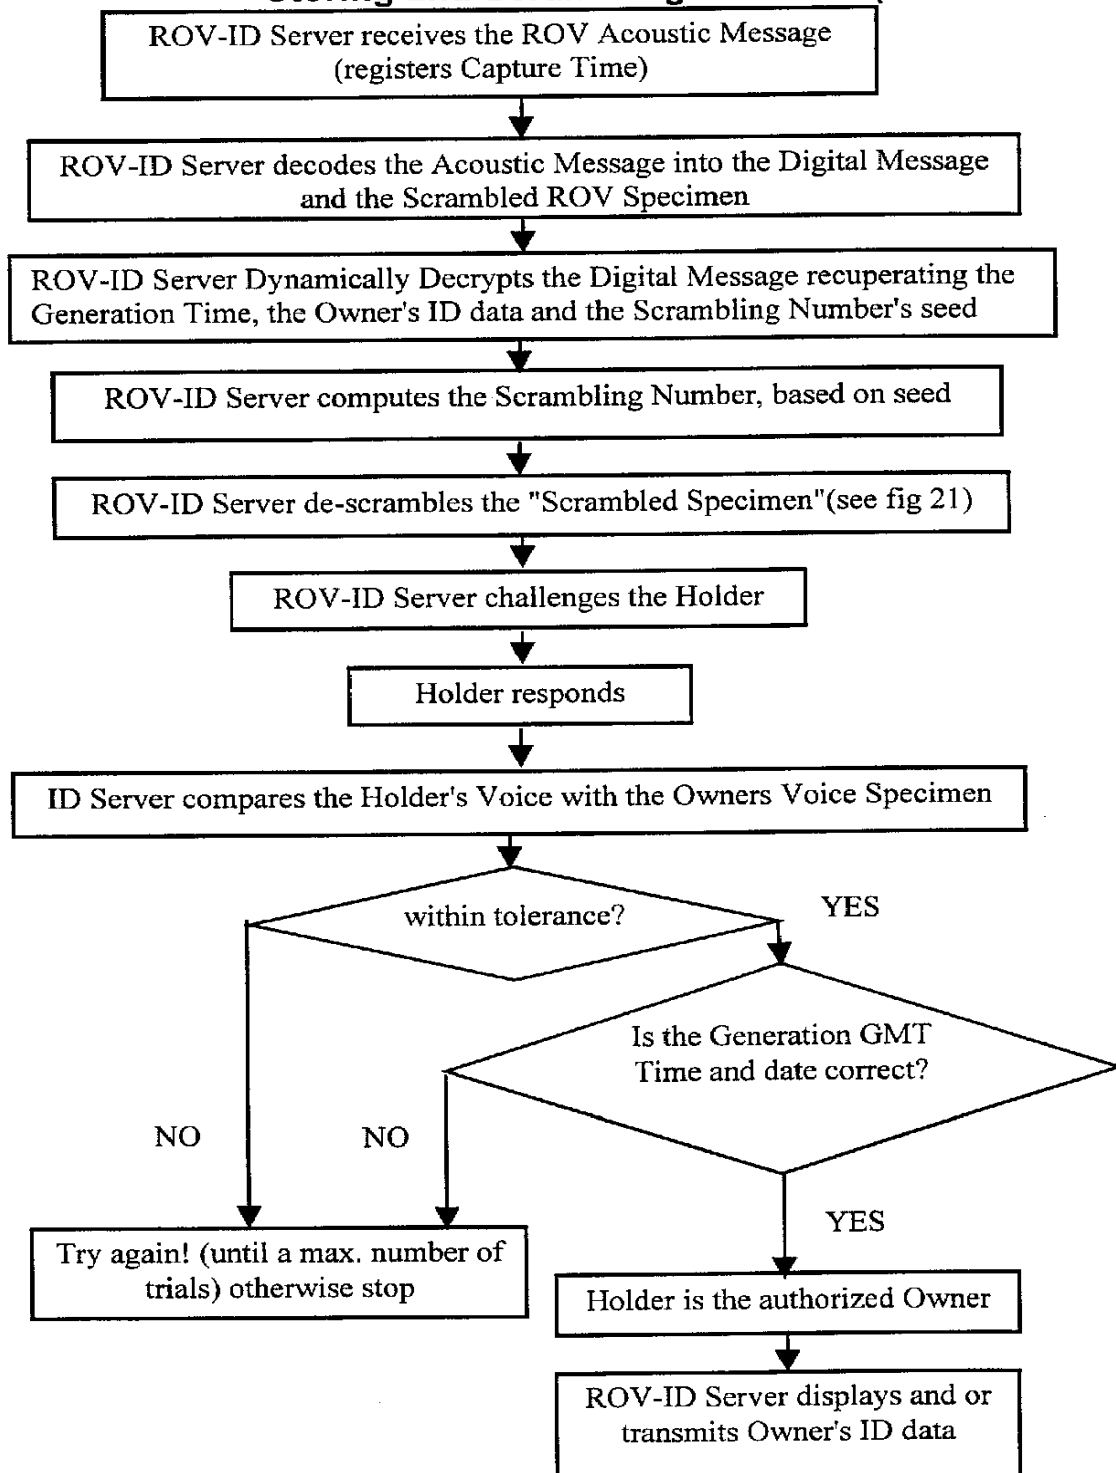 ROV-ID Server receives the ROV Acoustic Message
(registers Capture Time)
ROV-ID Server decodes the Acoustic Message into the Digital Message
and the Scrambled ROV Specimen
ROV-ID Server Dynamically Decrypts the Digital Message recuperating the
Generation Time, the Owner's ID data and the Scrambling Number's seed
ROV-ID Server computes the Scrambling Number, based on seed
ROV-ID Server de-scrambles the "Scrambled Specimen"(see fig 21)
ROV-ID Server challenges the Holder
Holder responds
ID Server compares the Holder's Voice with the Owners Voice Specimen
within tolerance?
YES
Is the Generation GMT
Time and date correct?
NO
NO
YES
Try again! (until a max. number of
trials) otherwise stop
Holder is the authorized Owner
ROV-ID Server displays and or
transmits Owner's ID data